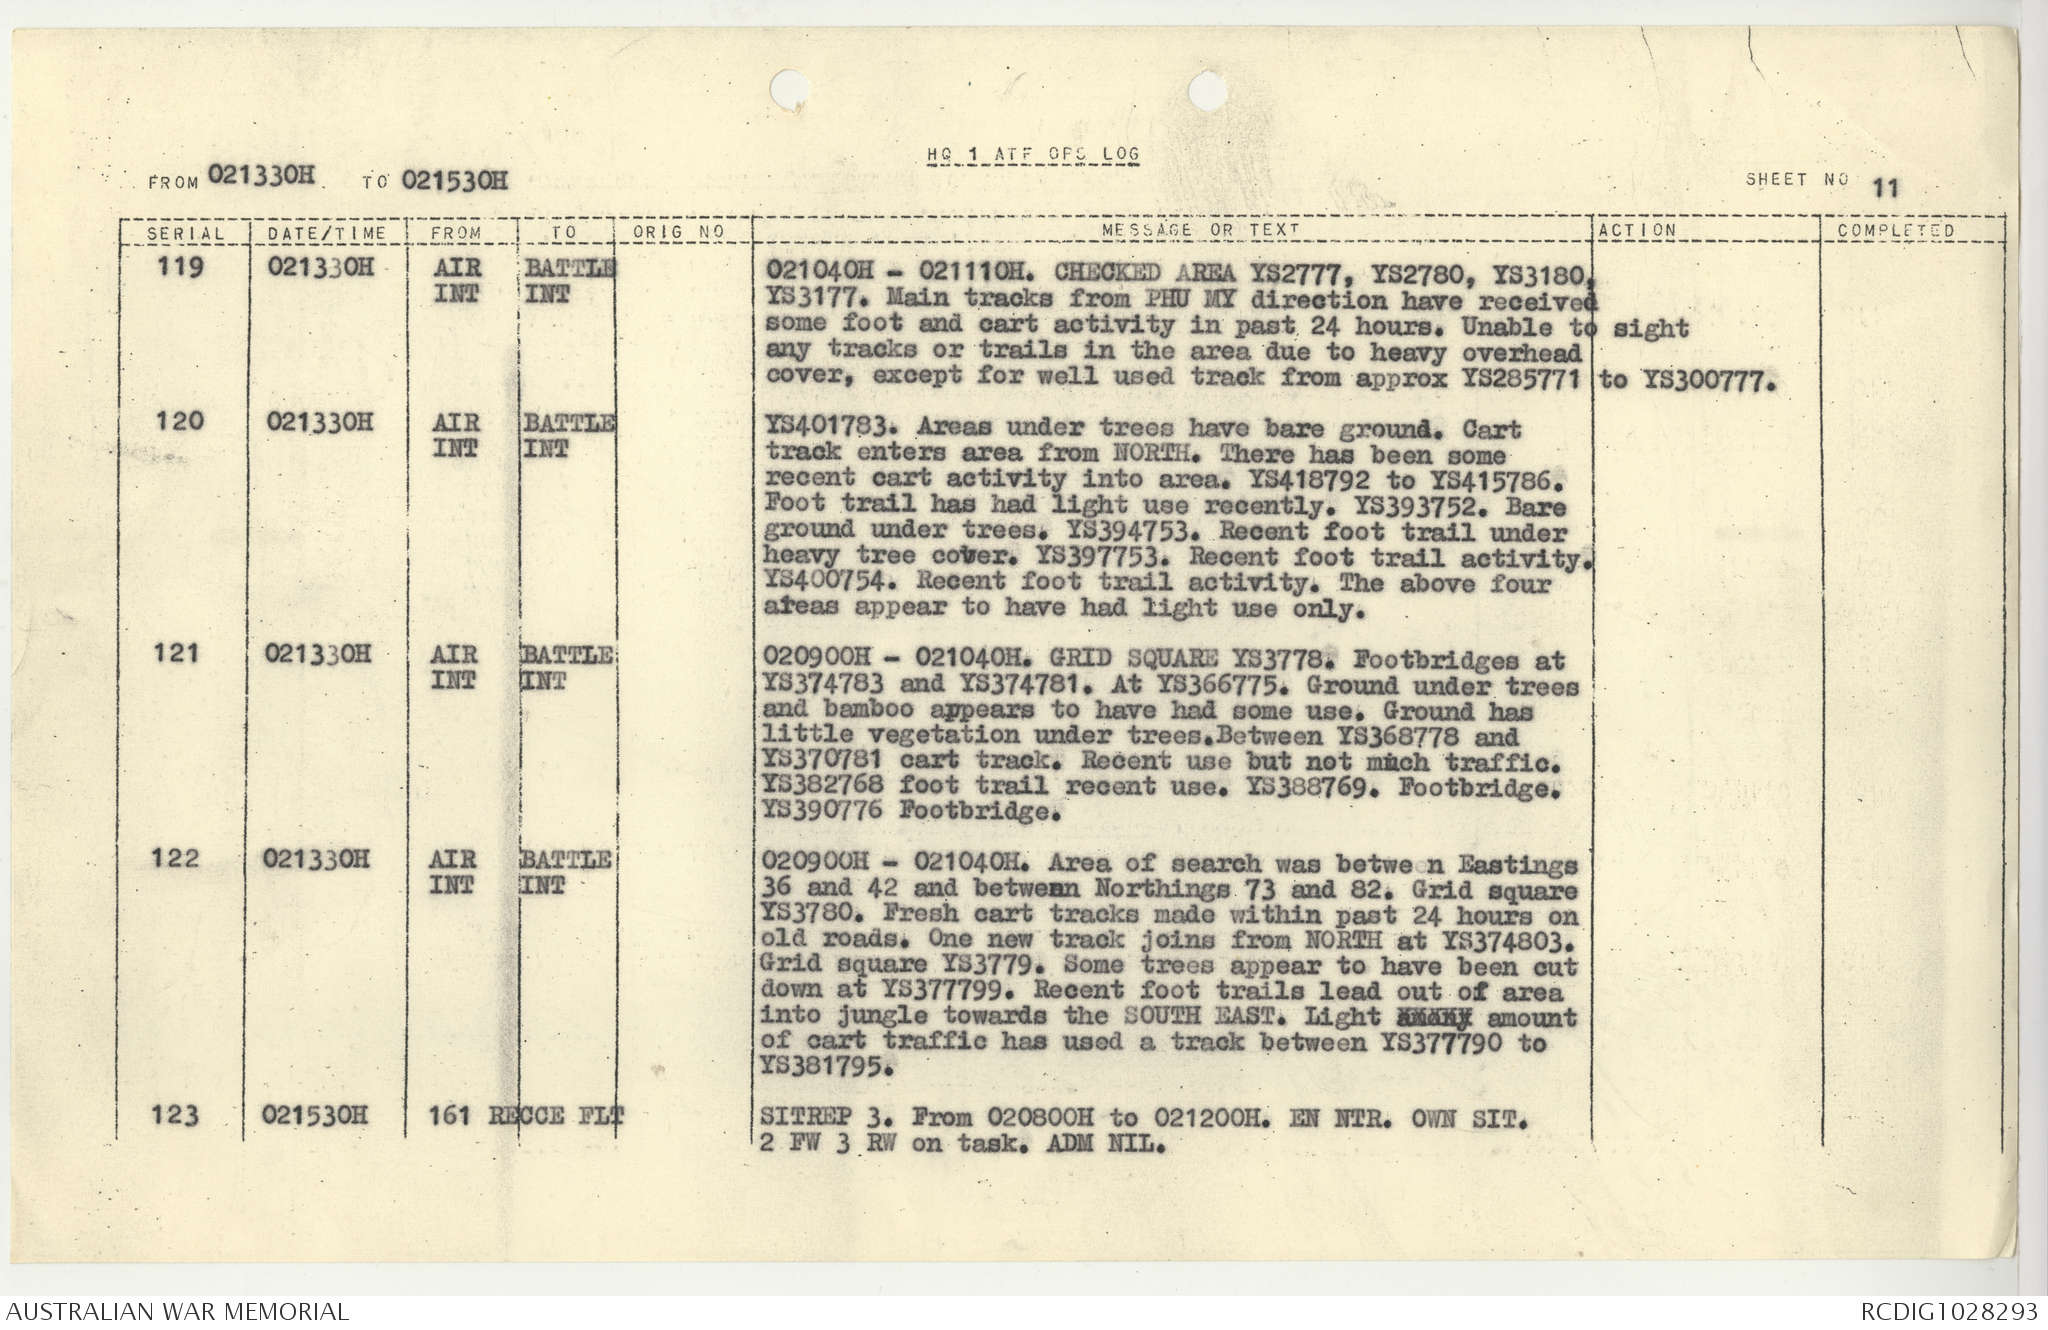 HQ 1 ATF OPS LOG
FROM 021330H TO 021530H SHEET NO 11
SERIAL DATE/TIME FROM TO ORIG NO MESSAGE OR TEXT ACTION COMPLETED
119 021330H AIR BATTLE 021040H - 021110H. CHECKED AREA YS2777, YS2780, YS3180,
INT INT YS3177. Main tracks from PHU MY direction have received
some foot and cart activity in past 24 hours. Unable to sight
any tracks or trails in the area due to heavy overhead
cover, except for well used track from approx YS285771 to YS300777.
120 021330H AIR BATTLE YS401783. Areas under trees have bare ground. Cart
INT INT track enters area from NORTH. There has been some
recent cart activity into area. YS418792 to YS415786.
Foot trail has had light use recently. YS393752. Bare
ground under trees. YS394753. Recent foot trail under
heavy tree cover. YS397753. Recent foot trail activity.
YS400754. Recent foot trail activity. The above four
areas appear to have had light use only.
121 021330H AIR BATTLE 020900H - 021040H. GRID SQUARE YS3778. Footbridges at
INT INT YS374783 and YS374781. At YS366775. Ground under trees
and bamboo appears to have had some use. Ground has
little vegetation under trees.Between YS368778 and
YS370781 cart track. Recent use but not much traffic.
YS382768 foot trail recent use. YS388769. Footbridge.
YS390776 Footbridge.
122 021330H AIR BATTLE 020900H - 021040H. Area of search was betwe n Eastings
INT INT 36 and 42 and between Northings 73 and 82. Grid square
YS3780. Fresh cart tracks made within past 24 hours on
old roads. One new track joins from NORTH at YS374803.
Grid square YS3779. Some trees appear to have been cut
down at YS377799. Recent foot trails lead out of area
into jungle towards the SOUTH EAST. Light amount
of cart traffic has used a track between YS377790 to
YS381795.
123 021530H 161 RECCE FLT SITREP 3. From 020800H to 021200H. EN NTR. OWN SIT.
2 FW 3 RW on task. ADM NIL.
AUSTRALIAN WAR MEMORIAL RCDIG1028293